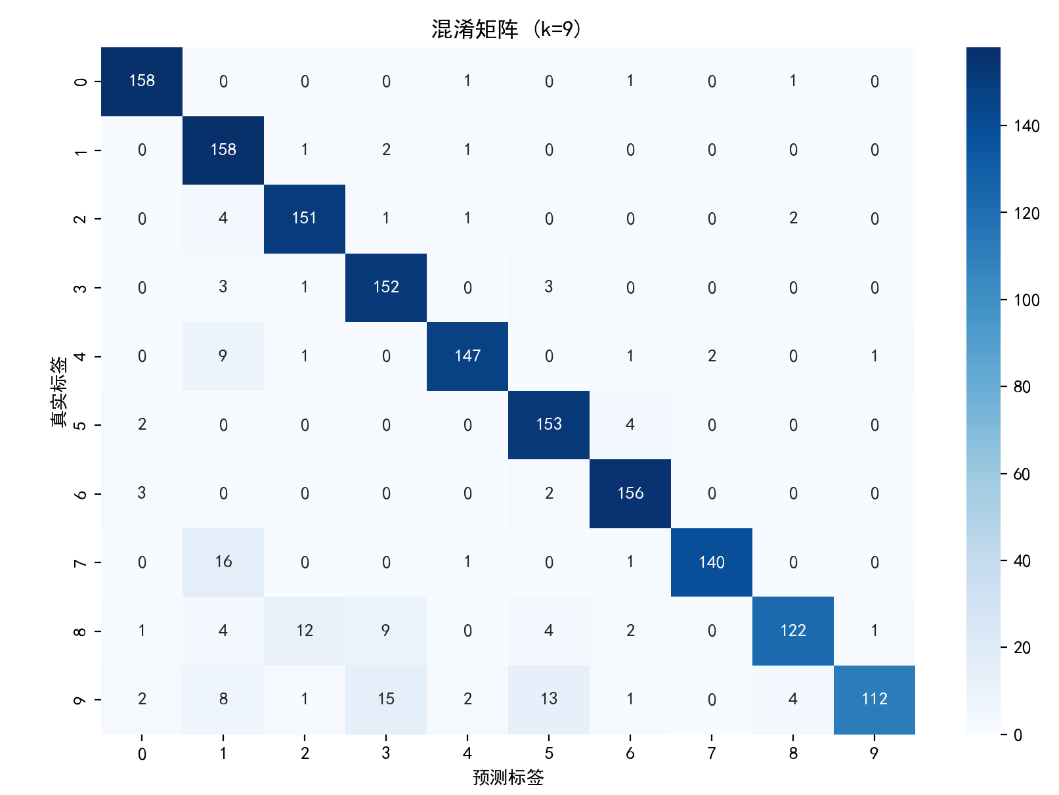 混淆矩阵 (k=9)
0 158 0 0 0 1 0 1 0 1 0
1 0 158 1 2 1 0 0 0 0 0
2 0 4 151 1 1 0 0 0 2 0
3 0 3 1 152 0 3 0 0 0 0
4 0 9 1 0 147 0 1 2 0 1
5 2 0 0 0 0 153 4 0 0 0
6 3 0 0 0 0 2 156 0 0 0
7 0 16 0 0 1 0 1 140 0 0
8 1 4 12 9 0 4 2 0 122 1
9 2 8 1 15 2 13 1 0 4 112
0 1 2 3 4 5 6 7 8 9
真实标签
预测标签
140
120
100
80
60
40
20
0